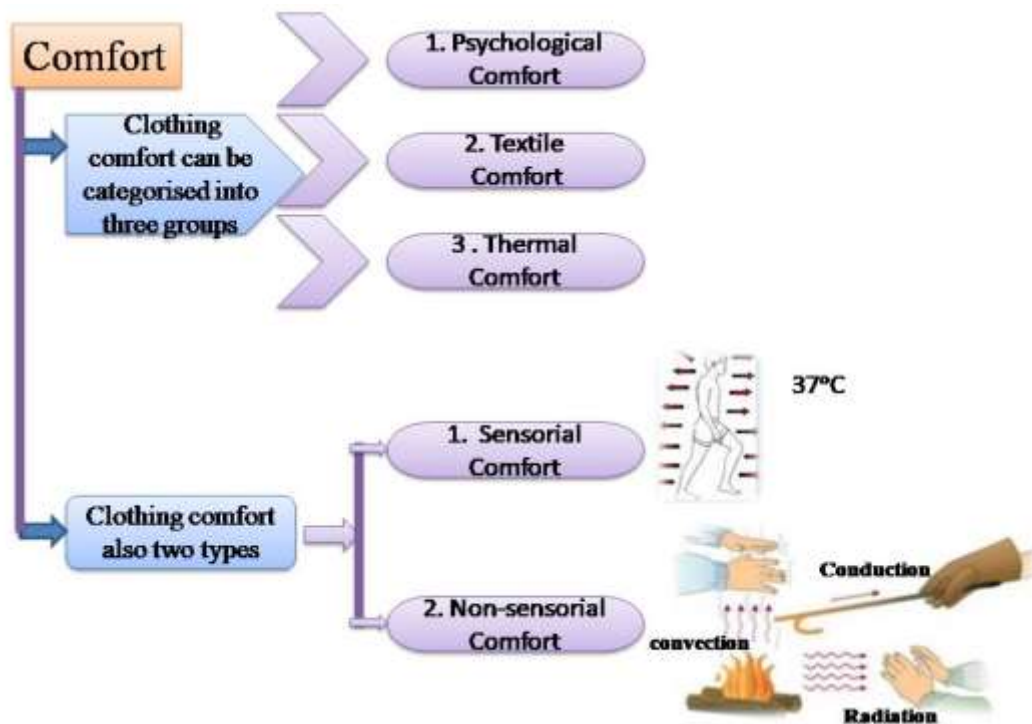 Comfort
Clothing
comfort can be
categorised into
three groups
1. Psychological
Comfort
2. Textile
Comfort
3 . Thermal
Comfort
37°C
1. Sensorial
Comfort
Clothing comfort
also two types
2. Non-sensorial
Comfort
Conduction
convection
Radiation